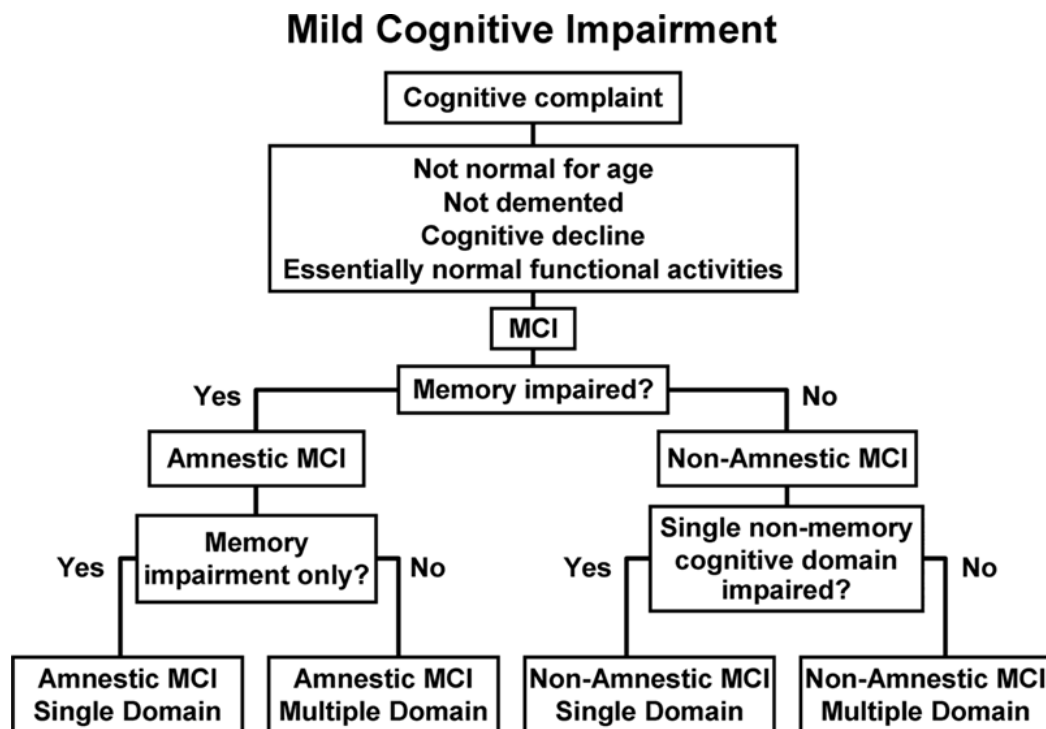 Mild Cognitive Impairment
Cognitive complaint
Not normal for age
Not demented
Cognitive decline
Essentially normal functional activities
MCI
Memory impaired?
Yes
No
Amnestic MCI
Non-Amnestic MCI
Memory
impairment only?
Yes
No
Single non-memory
cognitive domain
impaired?
Yes
No
Amnestic MCI
Single Domain
Amnestic MCI
Multiple Domain
Non-Amnestic MCI
Single Domain
Non-Amnestic MCI
Multiple Domain